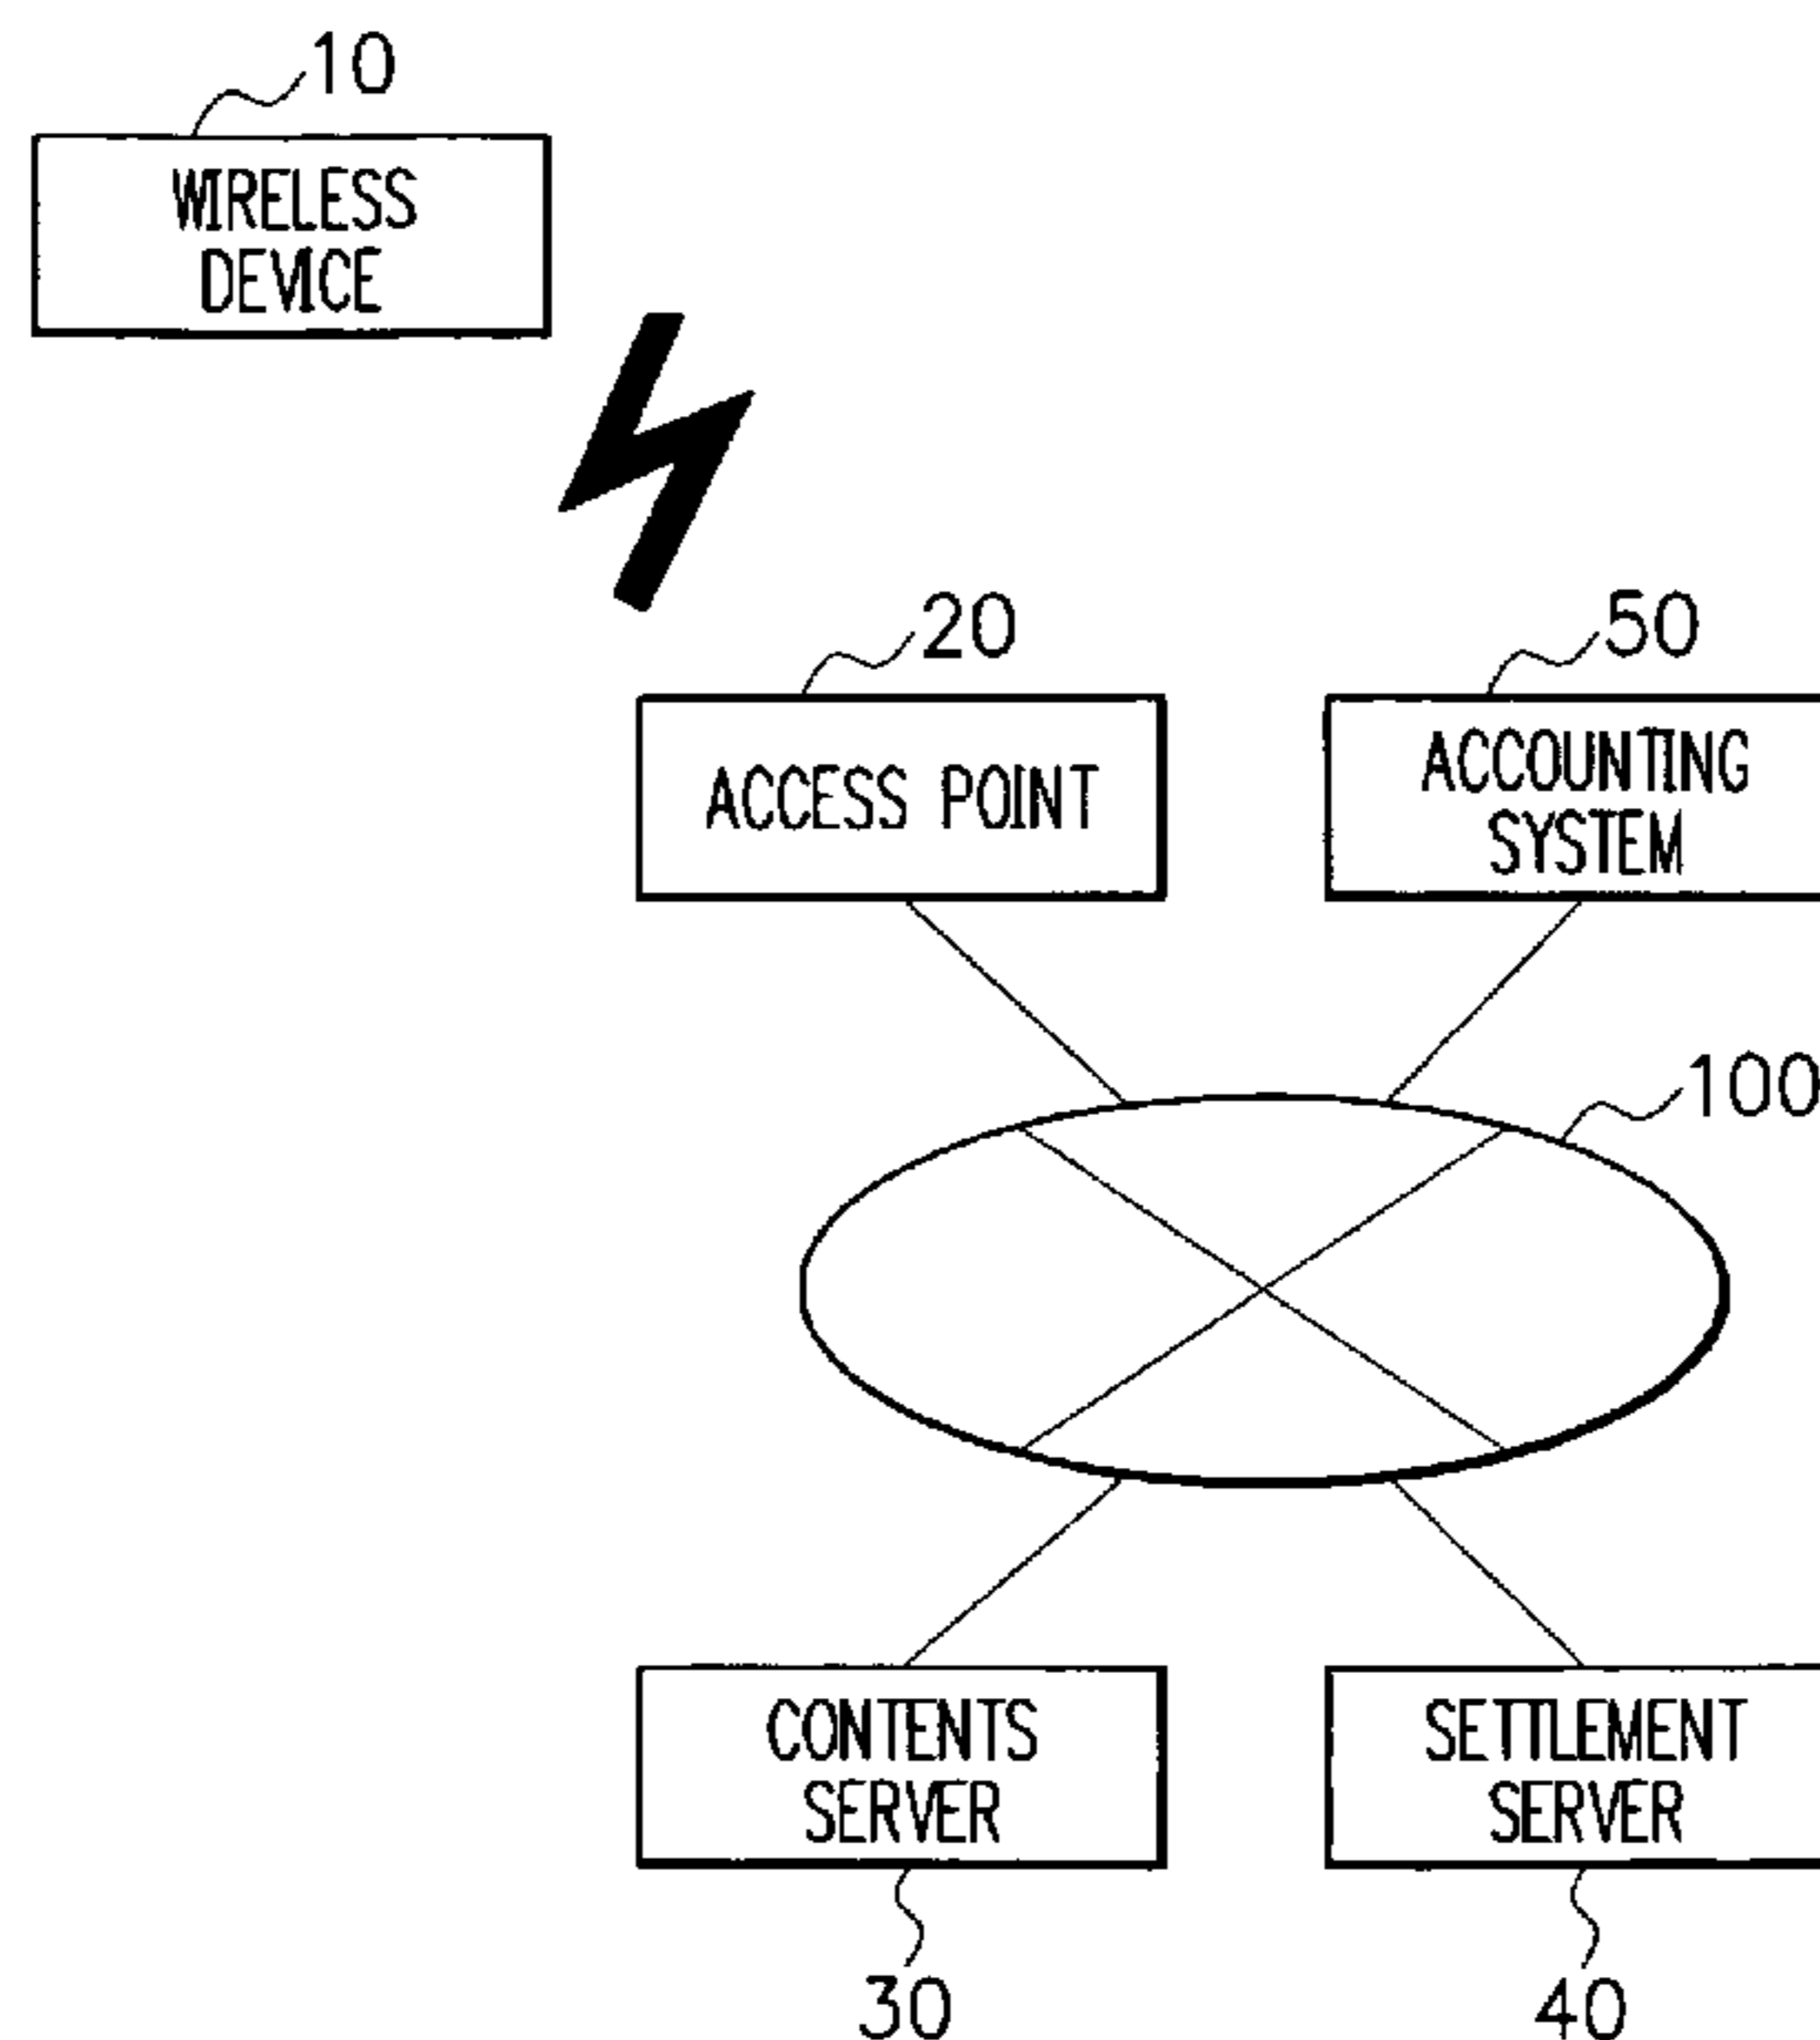 10
WIRELESS
DEVICE
20
50
ACCESS POINT
ACCOUNTING
SYSTEM
100
CONTENTS
SERVER
SETTLEMENT
SERVER
30
40